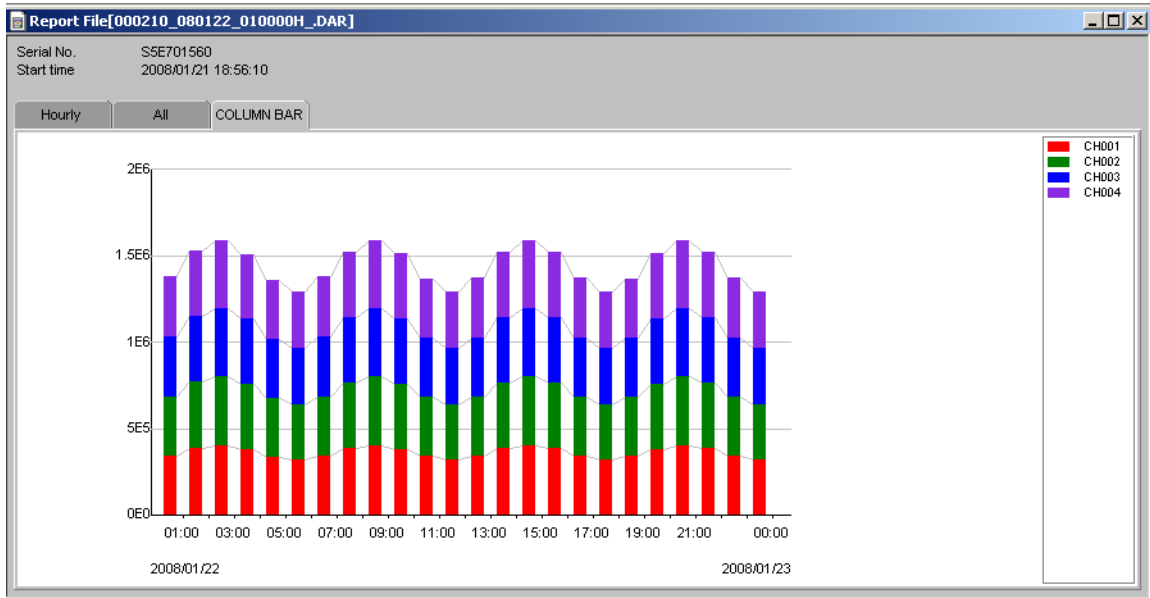 Report File[000210_080122_010000H_.DAR]
Serial No. S5E701560
Start time 2008/01/21 18:56:10
Hourly All COLUMN BAR
CH001
CH002
CH003
CH004
2E6
1.5E6
1E6
5E5
0E0
01:00 03:00 05:00 07:00 09:00 11:00 13:00 15:00 17:00 19:00 21:00 00:00
2008/01/22 2008/01/23